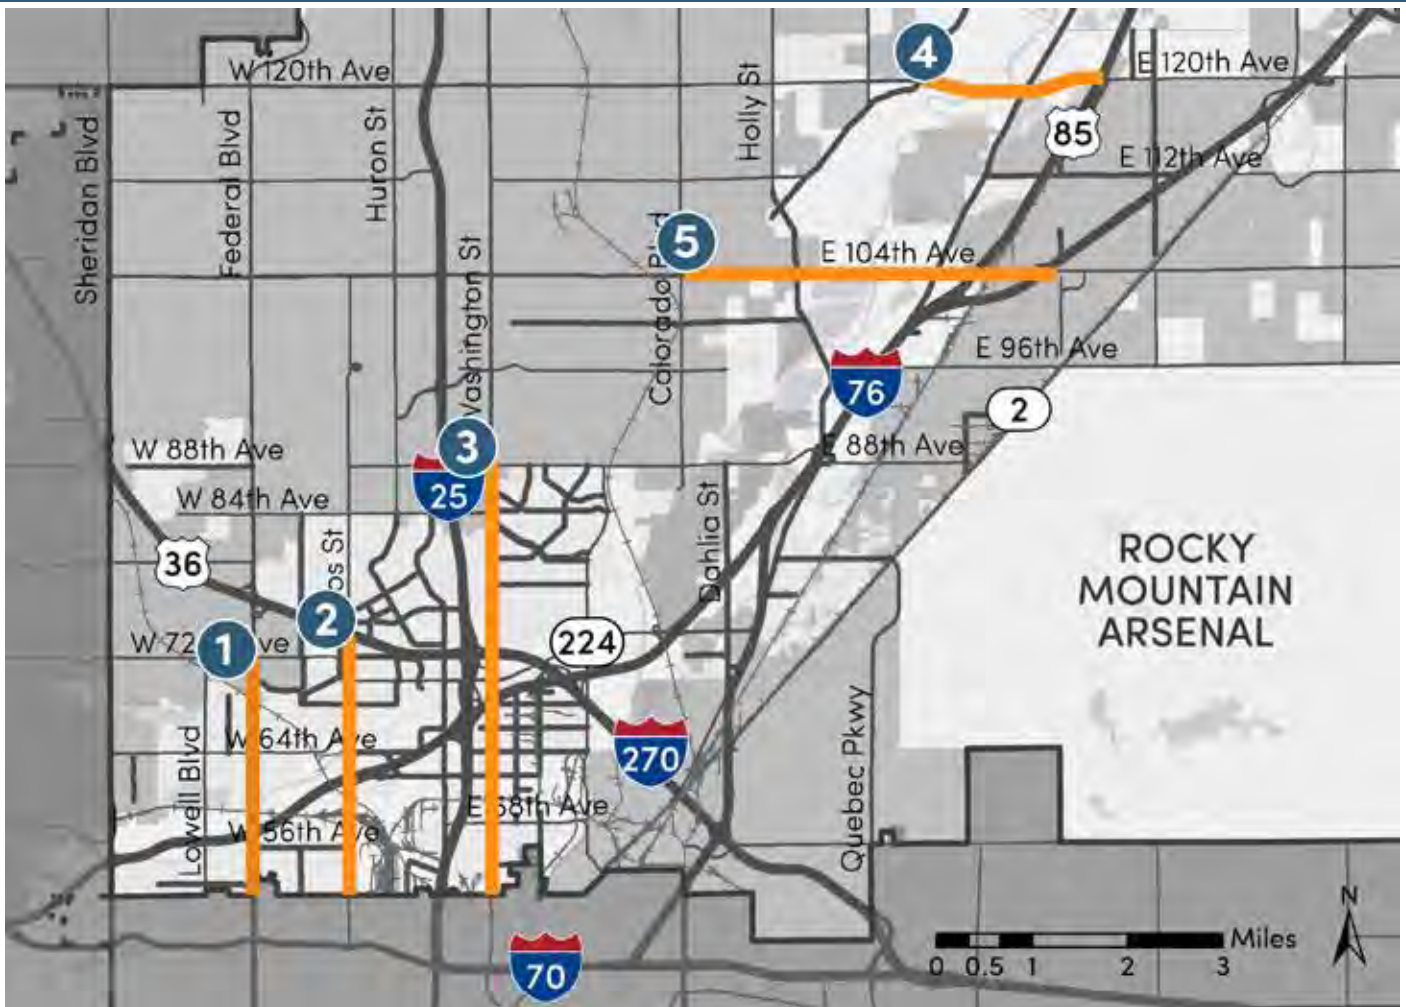 4
W 120th Ave
E 120th Ave
Holly St
Sheridan Blvd
Federal Blvd
Huron St
85
E 112th Ave
5
Colorado
E 104th Ave
Washington St
E 96th Ave
76
2
3
W 88th Ave
E 88th Ave
25
W 84th Ave
Dahlia St
ROCKY
MOUNTAIN
ARSENAL
36
2
1
224
Lowell Blvd
W 64th Ave
270
Quebec Pkwy
W 56th Ave
N
Miles
0 0.5 1 2 3
70